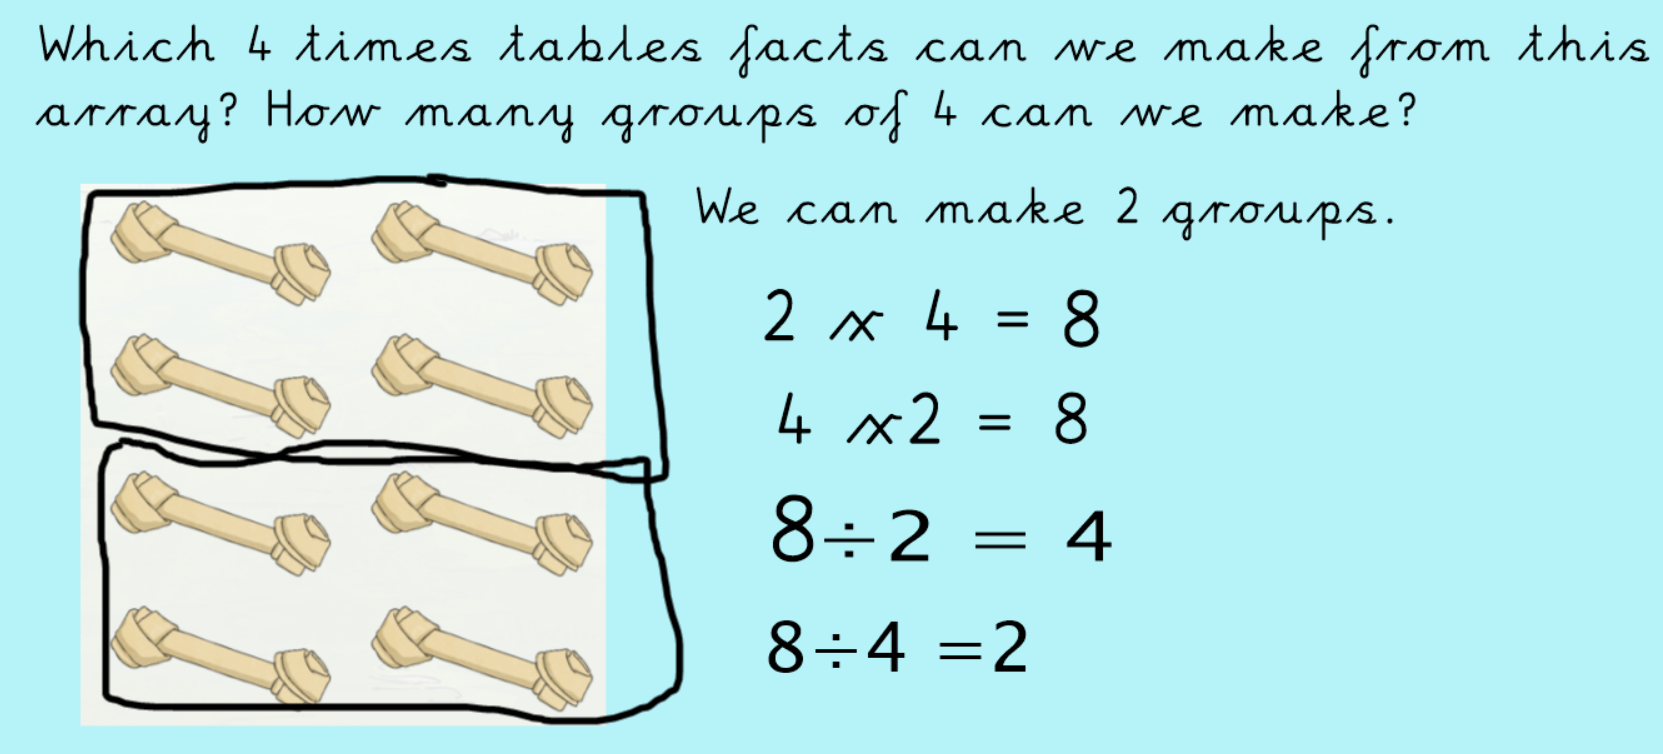 Which 4 times tables facts can we make from this
array? How many groups of 4 can we make?
We can make 2 groups.
2 x 4 = 8
4 x2 = 8
8÷2 = 4
8÷4 =2